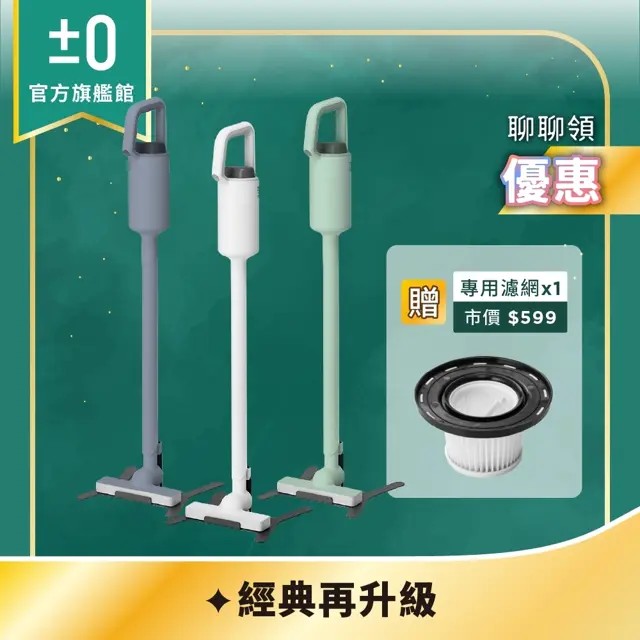 ±0
官方旗艦館
聊聊領
優惠
贈
專用濾網x1
市價 $599
經典再升級